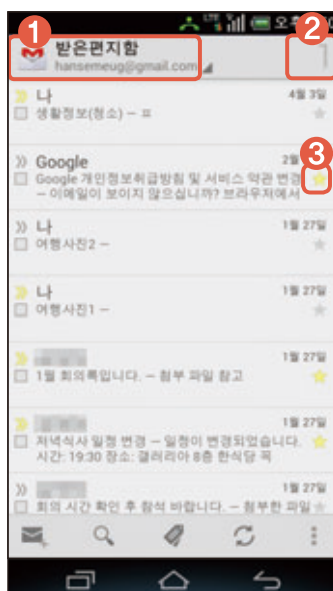 1
2
오후
받은편지함
hansemeug@gmail.com
나
4월 3일
생활정보(청소) – ㅍ
3
Google
2월
Google 개인정보취급방침 및 서비스 약관 변경
– 이메일이 보이지 않으십니까? 브라우저에서
나
1월 27일
여행사진2 –
나
1월 27일
여행사진1 –
1월 27일
1월 회의록입니다. – 첨부 파일 참고
1월 27일
저녁식사 일정 변경 – 일정이 변경되었습니다.
시간: 19:30 장소: 갤러리아 8층 한식당 꼭
1월 27일
회의 시간 확인 후 참석 바랍니다. – 첨부한 파일